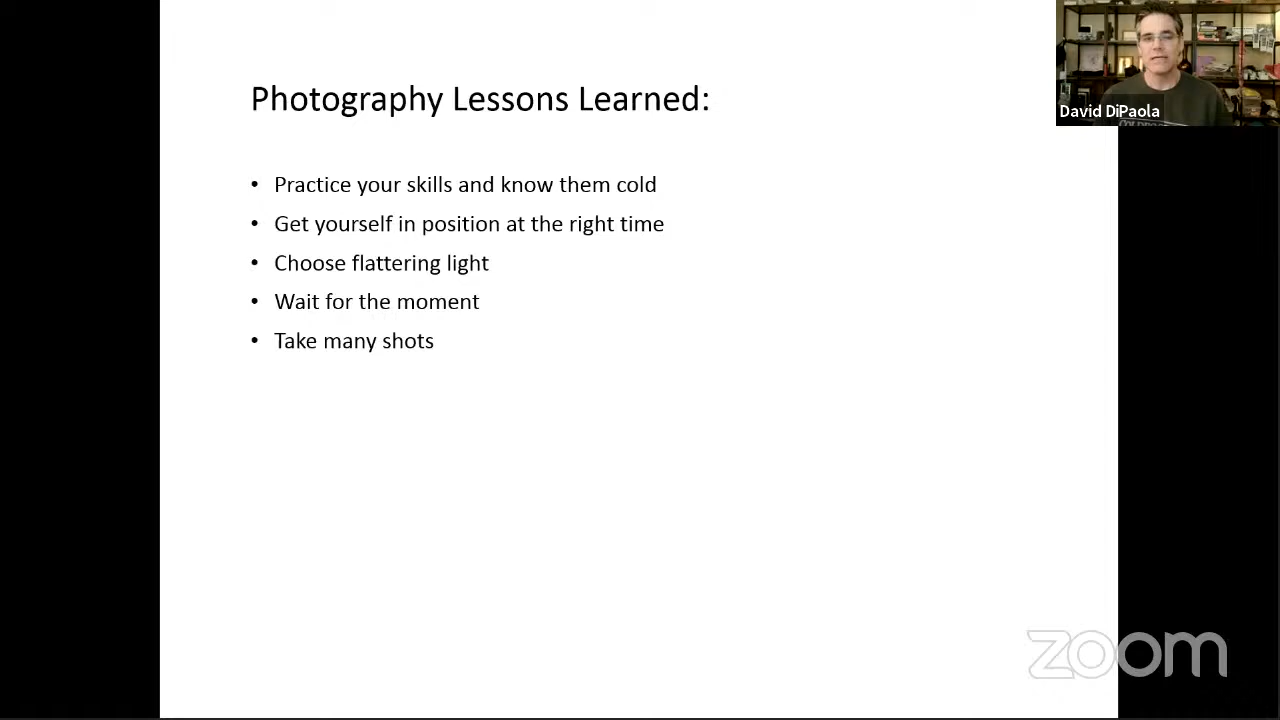 Photography Lessons Learned:
David DiPaola
• Practice your skills and know them cold
• Get yourself in position at the right time
• Choose flattering light
• Wait for the moment
• Take many shots
zoom